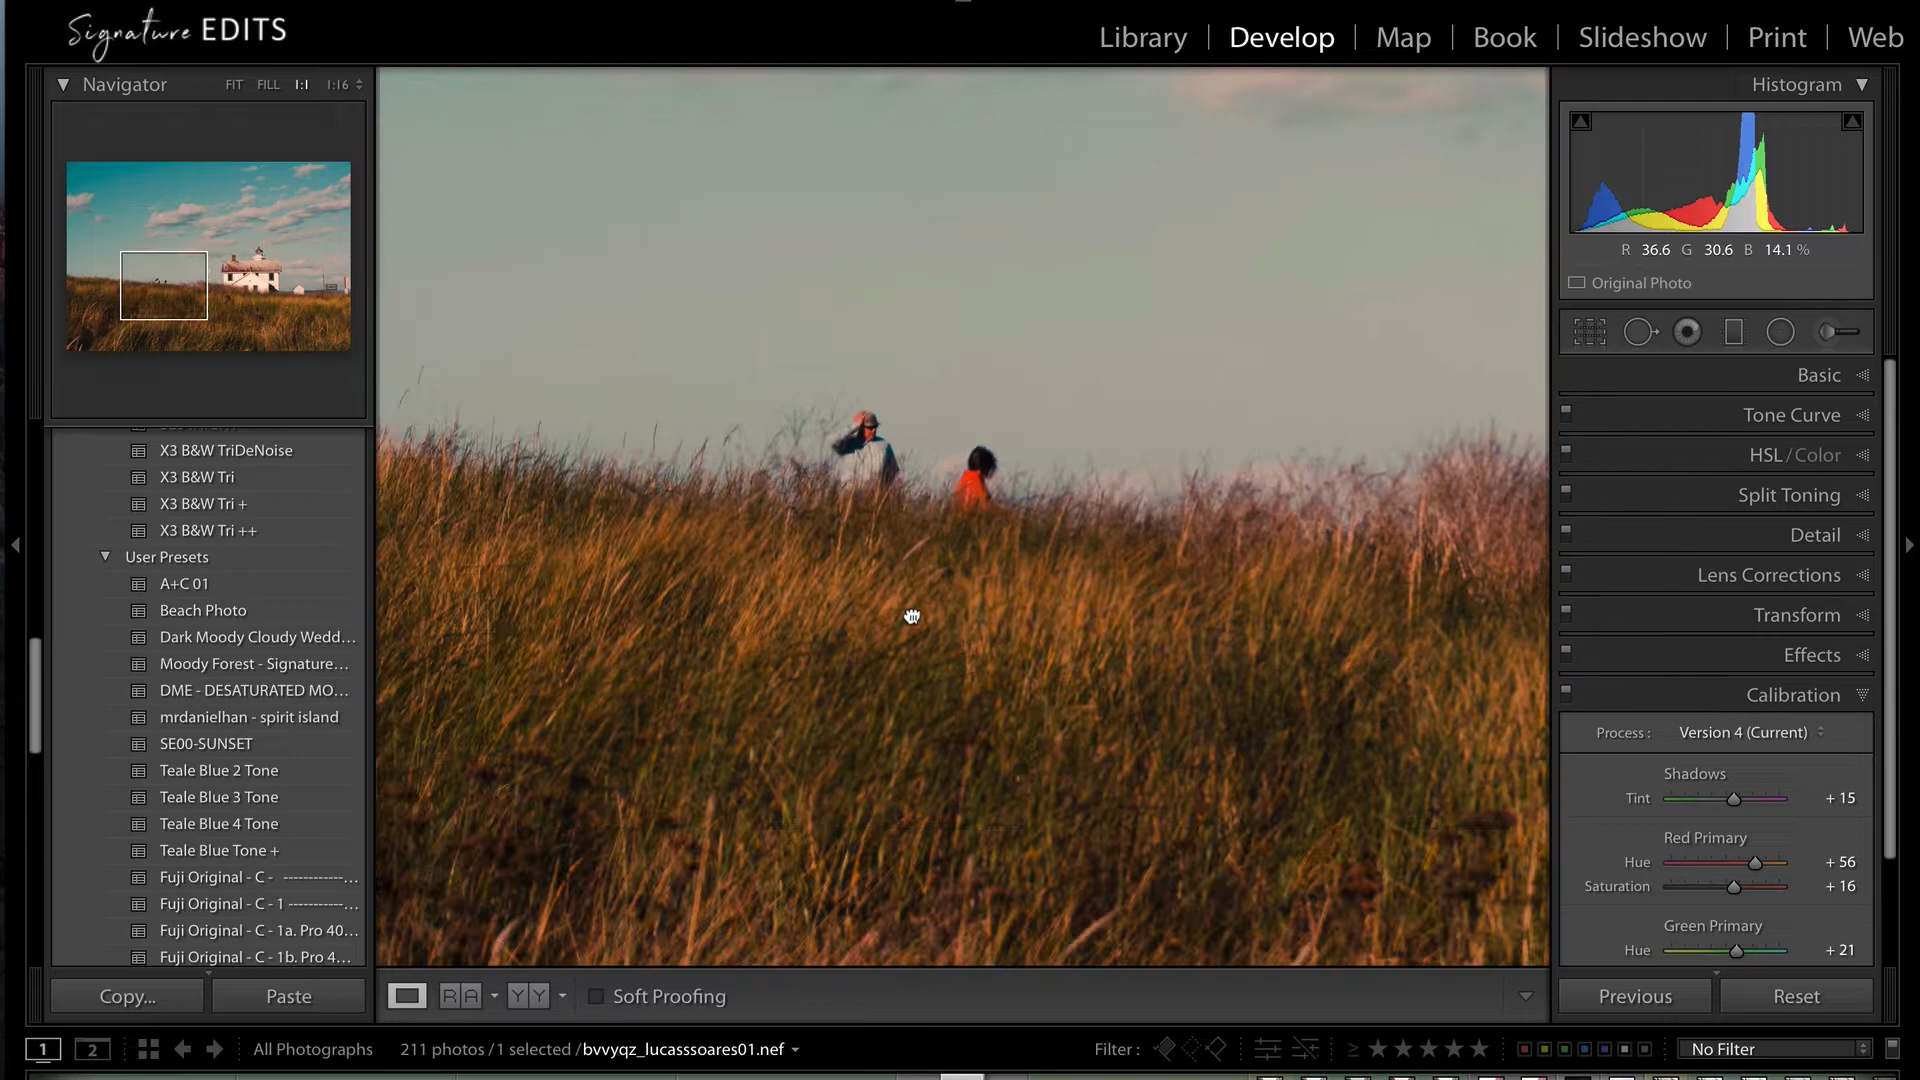 Signature EDITS
Library | Develop | Map | Book | Slideshow | Print | Web
Navigator FIT FILL 1:1 1:16
X3 B&W TriDeNoise
X3 B&W Tri
X3 B&W Tri +
X3 B&W Tri ++
User Presets
A+C 01
Beach Photo
Dark Moody Cloudy Wedd...
Moody Forest - Signature...
DME - DESATURATED MO...
mrdanielhan - spirit island
SE00-SUNSET
Teale Blue 2 Tone
Teale Blue 3 Tone
Teale Blue 4 Tone
Teale Blue Tone +
Fuji Original - C - ------------...
Fuji Original - C - 1 -----------...
Fuji Original - C - 1a. Pro 40...
Fuji Original - C - 1b. Pro 4...
Copy... Paste
R A Y Y Soft Proofing
Histogram
R 36.6 G 30.6 B 14.1 %
Original Photo
Basic
Tone Curve
HSL / Color
Split Toning
Detail
Lens Corrections
Transform
Effects
Calibration
Process : Version 4 (Current)
Shadows
Tint + 15
Red Primary
Hue + 56
Saturation + 16
Green Primary
Hue + 21
Previous Reset
1 2 All Photographs 211 photos / 1 selected / bvvyqz_lucasssoares01.nef Filter : ≥ No Filter